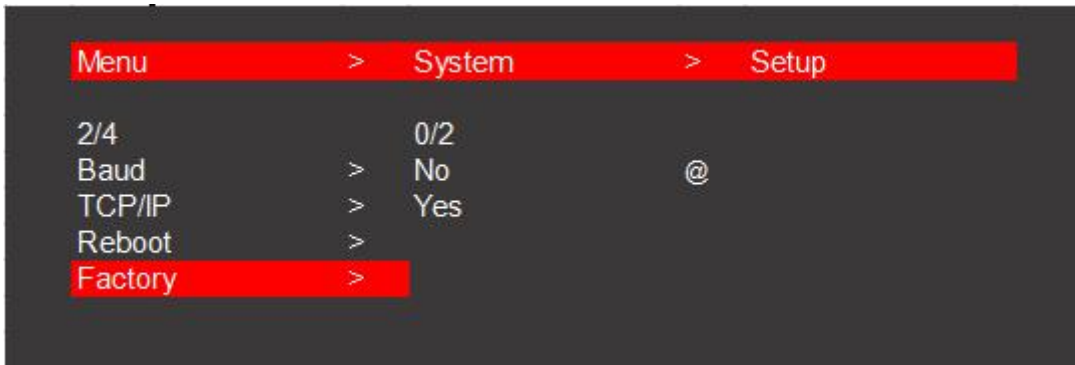 Menu > System > Setup
2/4 0/2
Baud > No @
TCP/IP > Yes
Reboot >
Factory >